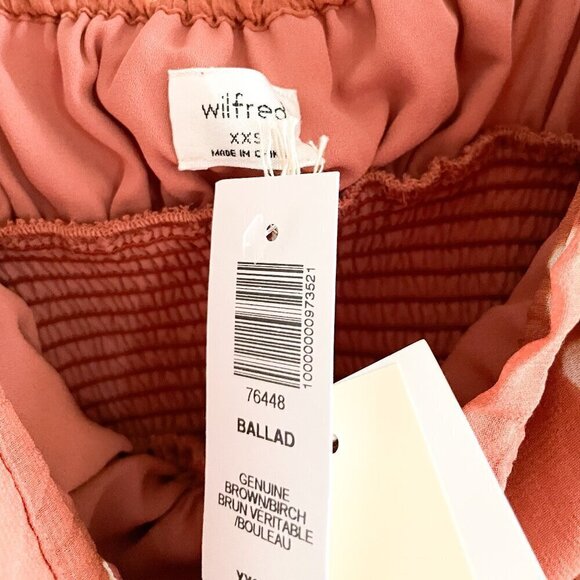 wilfred
XXS
MADE IN CHINA
10000000973521
76448
BALLAD
GENUINE
BROWN/BIRCH
BRUN VÉRITABLE
/BOULEAU